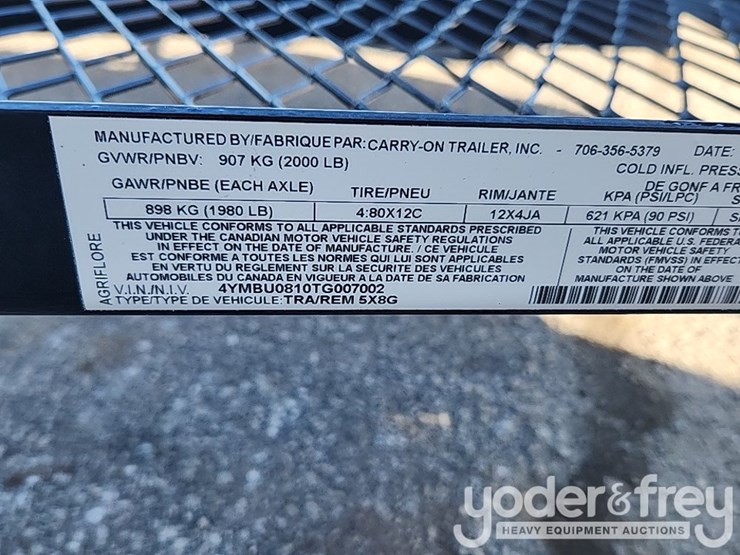 MANUFACTURED BY/FABRIQUE PAR: CARRY-ON TRAILER, INC. - 706-356-5379 DATE:
GVWR/PNBV: 907 KG (2000 LB)
COLD INFL. PRESS
GAWR/PNBE (EACH AXLE) TIRE/PNEU RIM/JANTE KPA (PSI/LPC)
DE GONF A FR
898 KG (1980 LB) 4:80X12C 12X4JA 621 KPA (90 PSI)
THIS VEHICLE CONFORMS TO ALL APPLICABLE STANDARDS PRESCRIBED
UNDER THE CANADIAN MOTOR VEHICLE SAFETY REGULATIONS
IN EFFECT ON THE DATE OF MANUFACTURE / CE VEHICULE
EST CONFORME A TOUTES LES NORMES QUI LUI SONT APPLICABLES
EN VERTU DU REGLEMENT SUR LA SECURITE DES VEHICULES
AUTOMOBILES DU CANADA EN VIGUEUR A LA DATE DE SA FABRICATION
V.I.N./N.I.V. 4YMBU0810TG007002
TYPE/TYPE DE VEHICLE: TRA/REM 5X8G
THIS VEHICLE CONFORMS TO
ALL APPLICABLE U.S. FEDERA
MOTOR VEHICLE SAFETY
STANDARDS (FMVSS) IN EFFECT
ON THE DATE OF
MANUFACTURE SHOWN ABOVE
AGRIFLORE
yoder&frey
HEAVY EQUIPMENT AUCTIONS